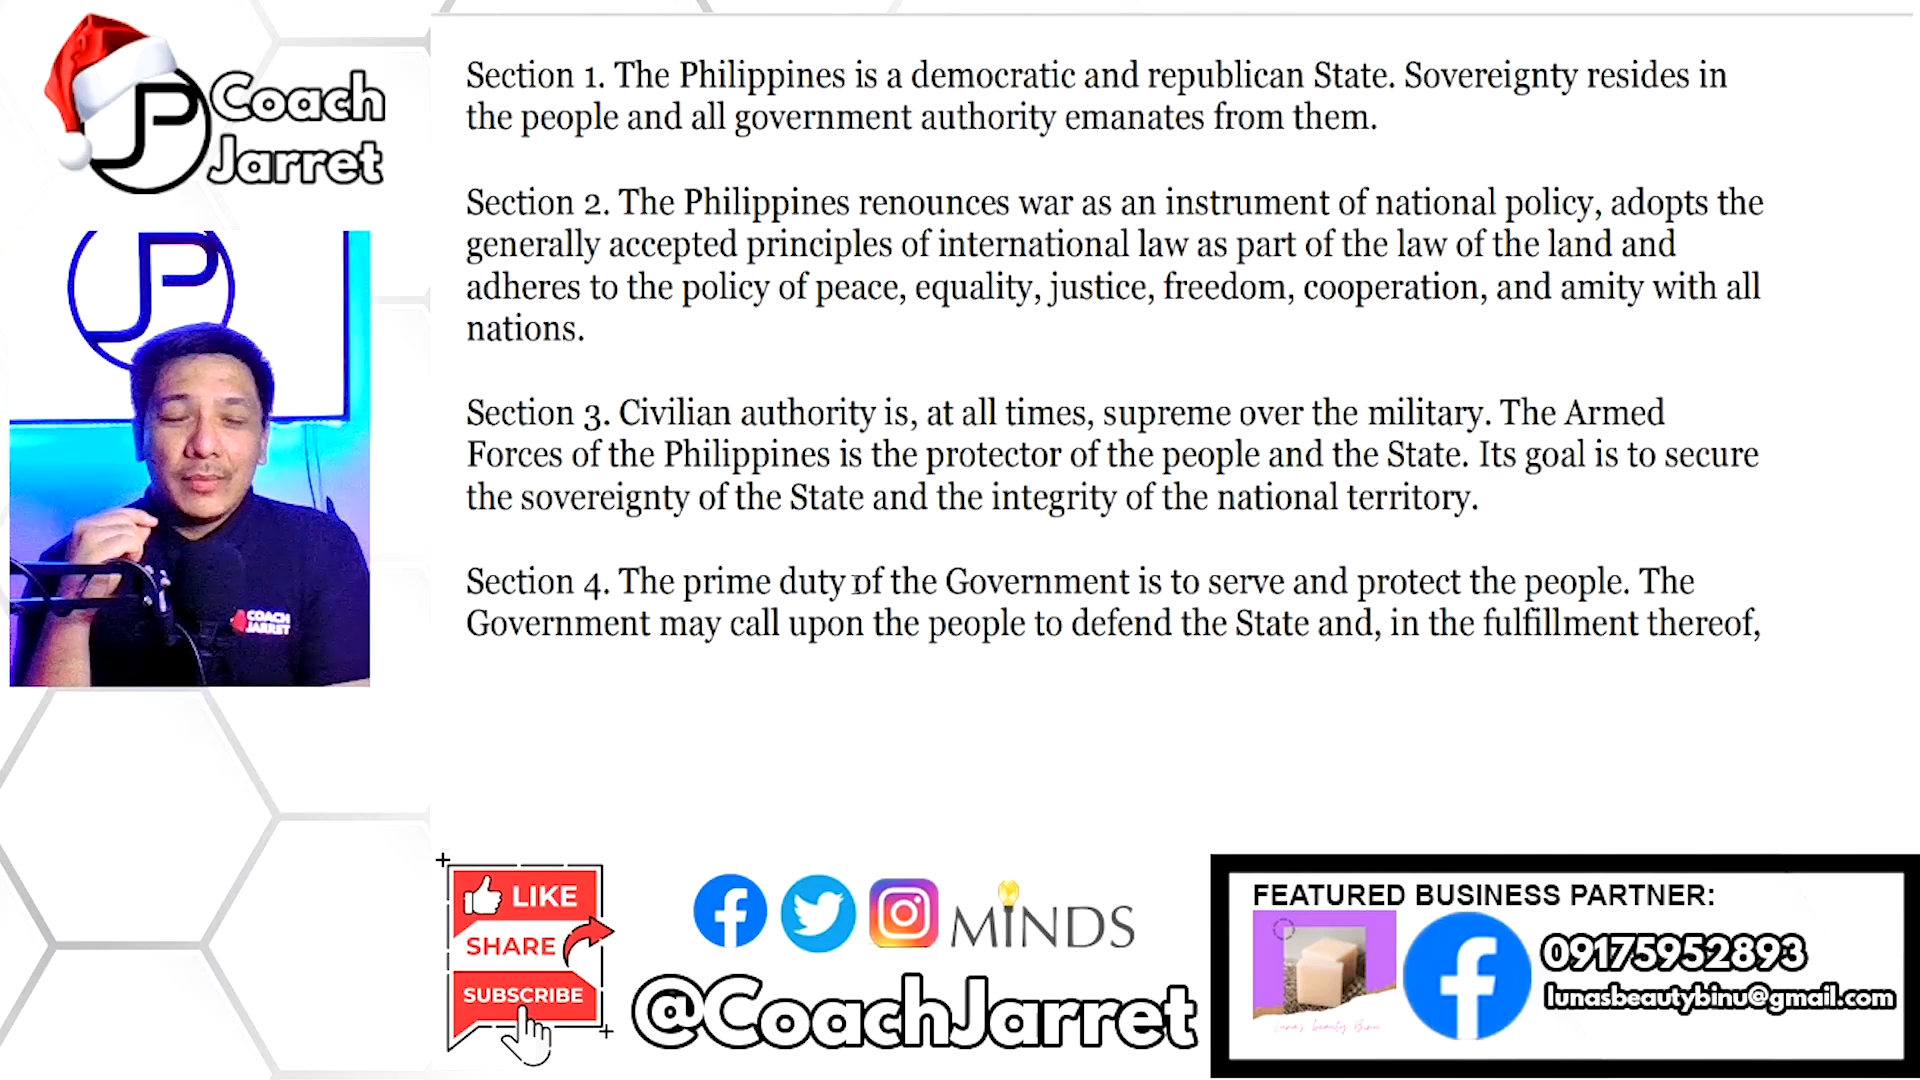 Coach
Jarret
Section 1. The Philippines is a democratic and republican State. Sovereignty resides in
the people and all government authority emanates from them.
Section 2. The Philippines renounces war as an instrument of national policy, adopts the
generally accepted principles of international law as part of the law of the land and
adheres to the policy of peace, equality, justice, freedom, cooperation, and amity with all
nations.
Section 3. Civilian authority is, at all times, supreme over the military. The Armed
Forces of the Philippines is the protector of the people and the State. Its goal is to secure
the sovereignty of the State and the integrity of the national territory.
Section 4. The prime duty of the Government is to serve and protect the people. The
Government may call upon the people to defend the State and, in the fulfillment thereof,
COACH
JARRET
LIKE
SHARE
SUBSCRIBE
MINDS
@CoachJarret
FEATURED BUSINESS PARTNER:
09175952893
lunasbeautybinu@gmail.com
Luna's Beauty Binu